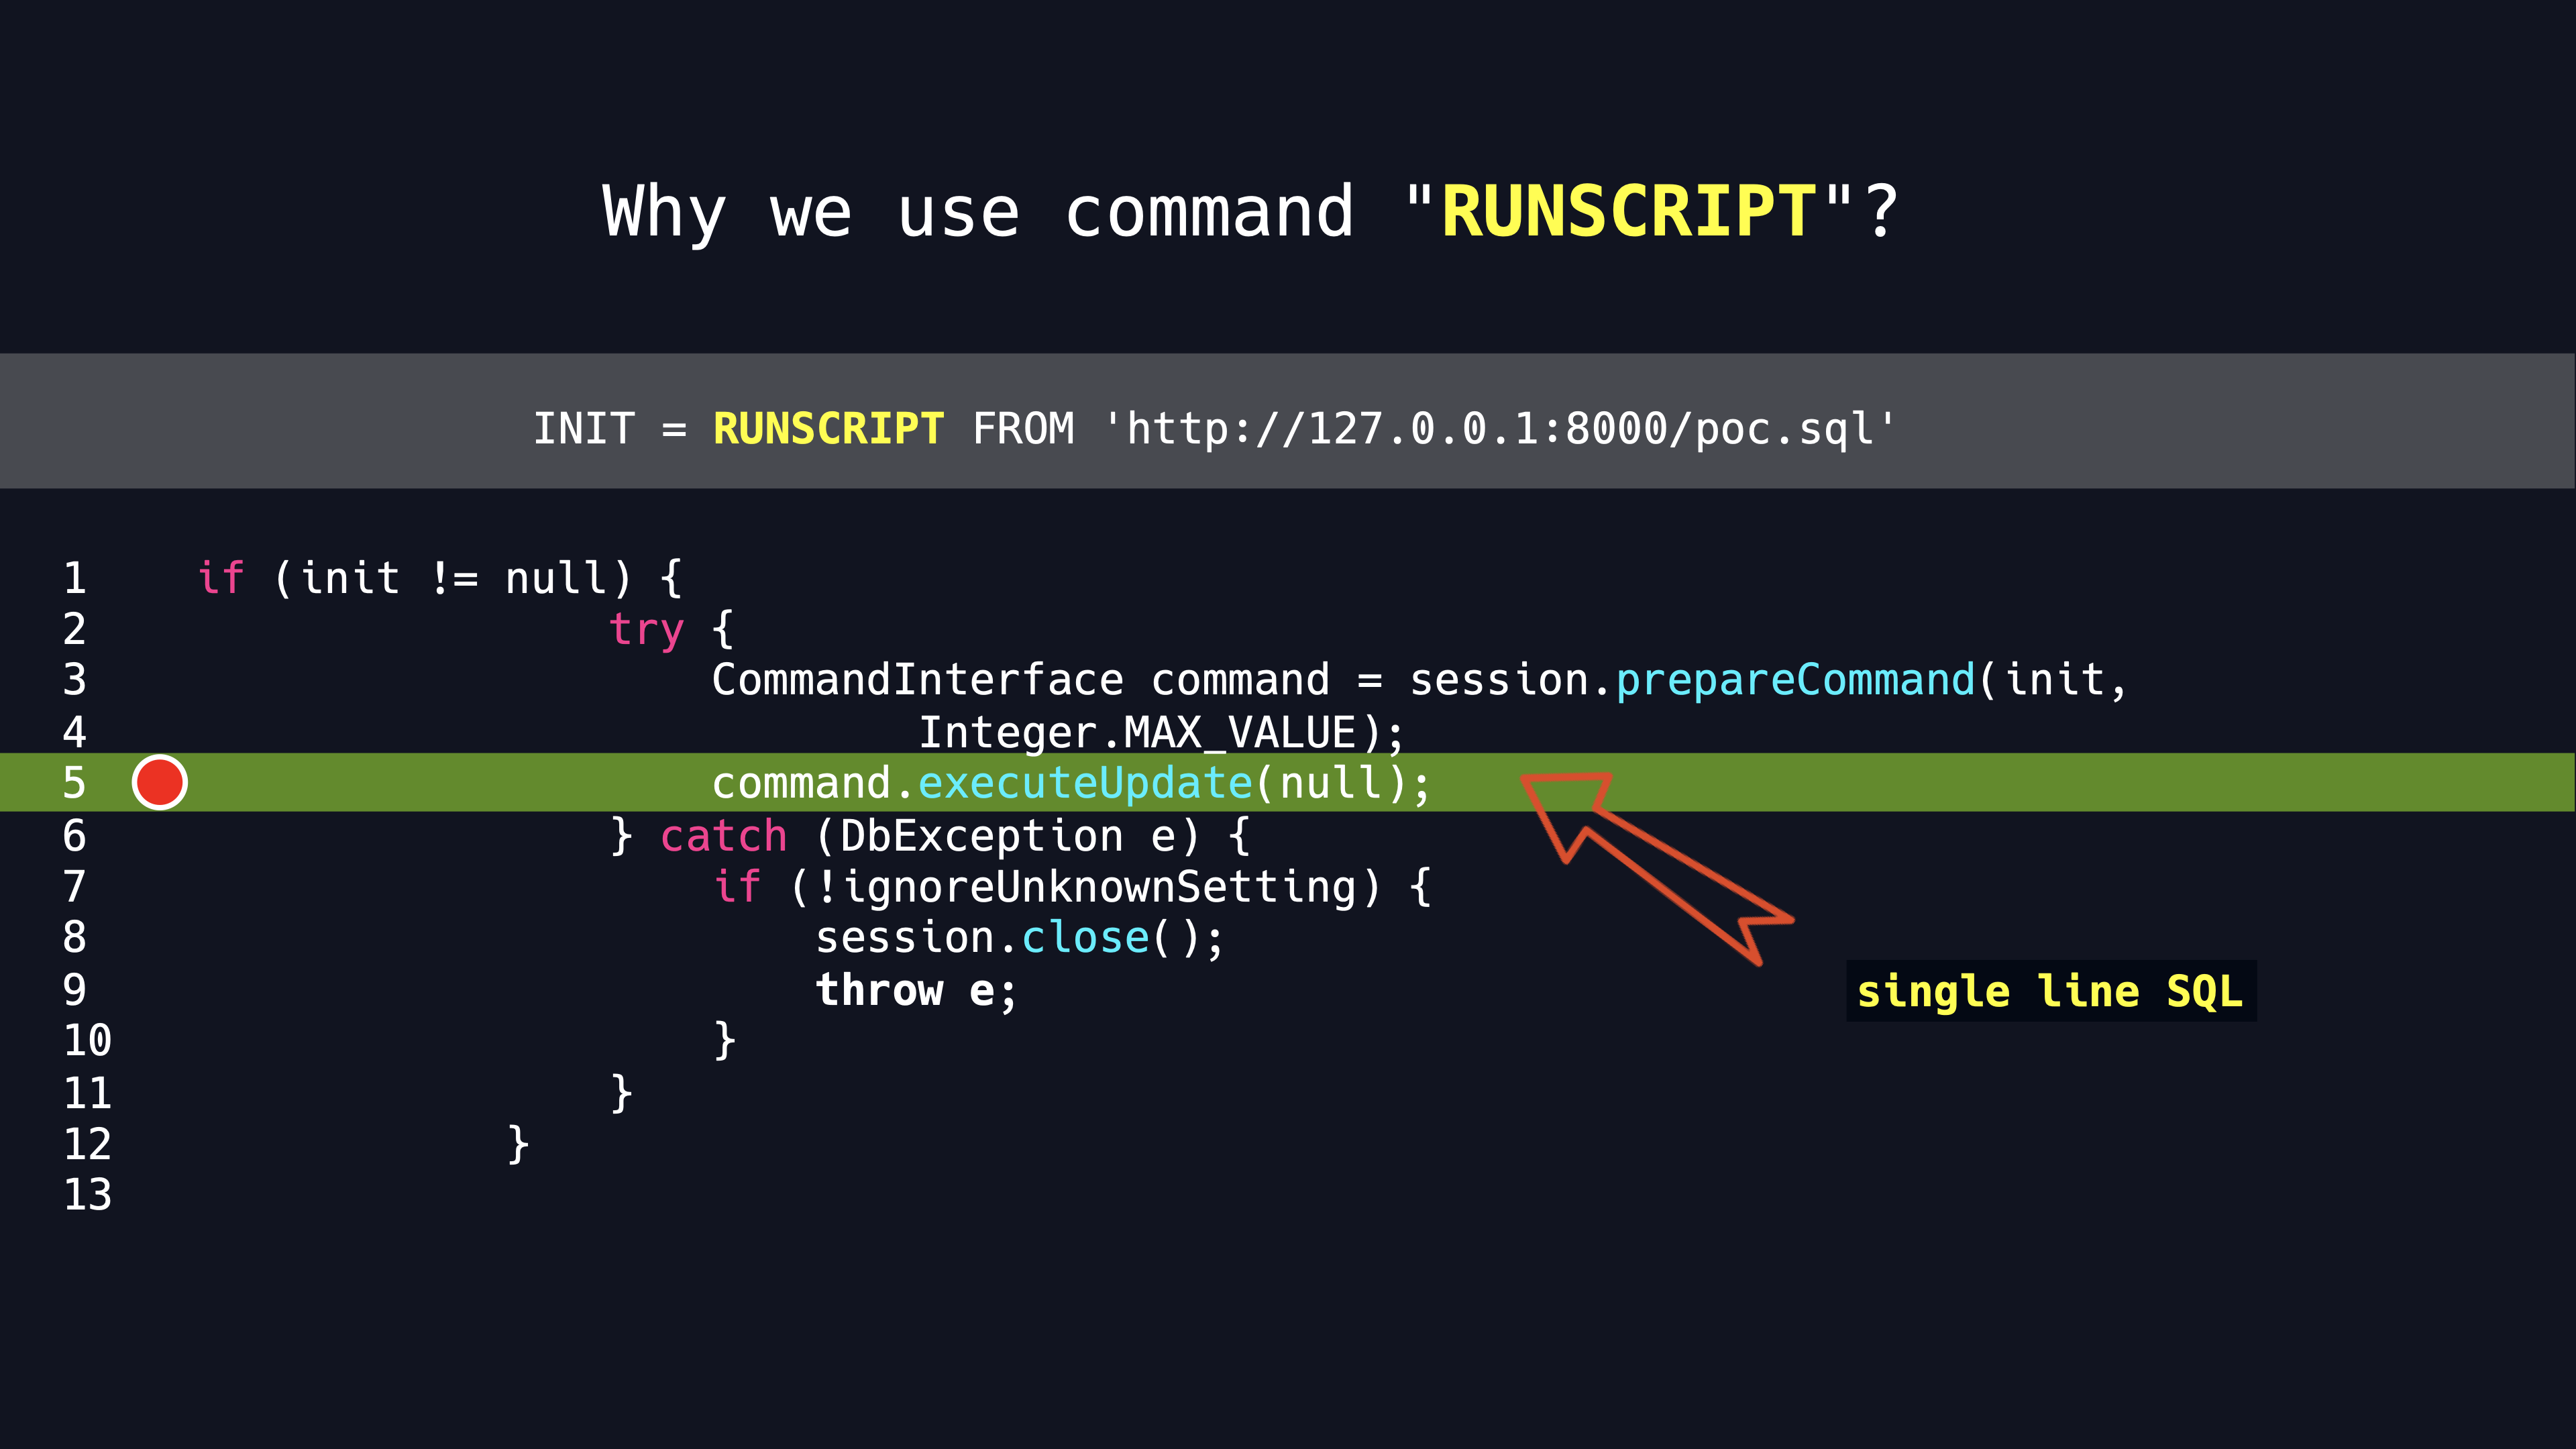 Why we use command "RUNSCRIPT"?
INIT = RUNSCRIPT FROM 'http://127.0.0.1:8000/poc.sql'
1 if (init != null) {
2 try {
3 CommandInterface command = session.prepareCommand(init,
4 Integer.MAX_VALUE);
5 command.executeUpdate(null);
6 } catch (DbException e) {
7 if (!ignoreUnknownSetting) {
8 session.close();
9 throw e;
10 }
11 }
12 }
13
single line SQL